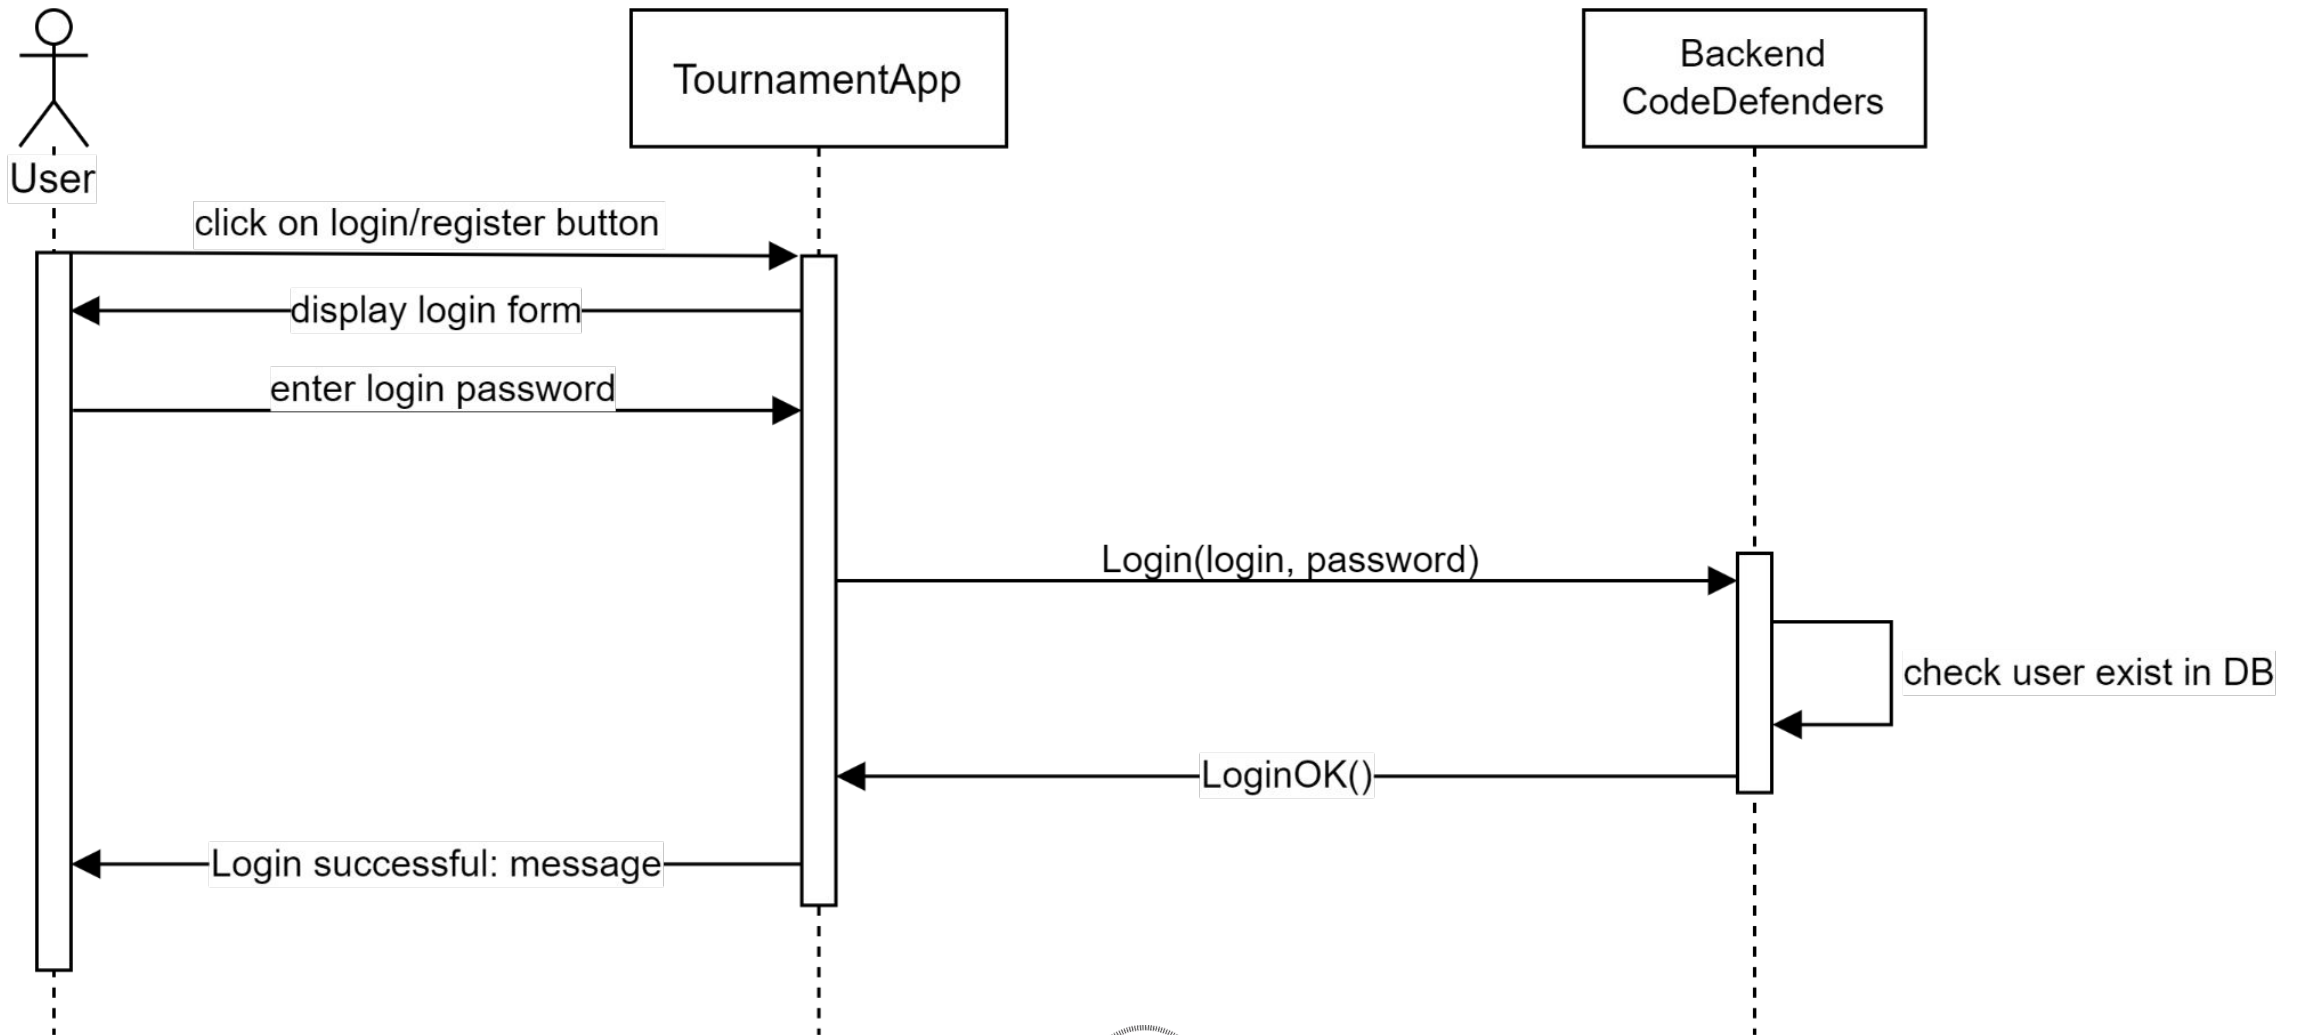 TournamentApp
Backend
CodeDefenders
User
click on login/register button
display login form
enter login password
Login(login, password)
check user exist in DB
LoginOK()
Login successful: message